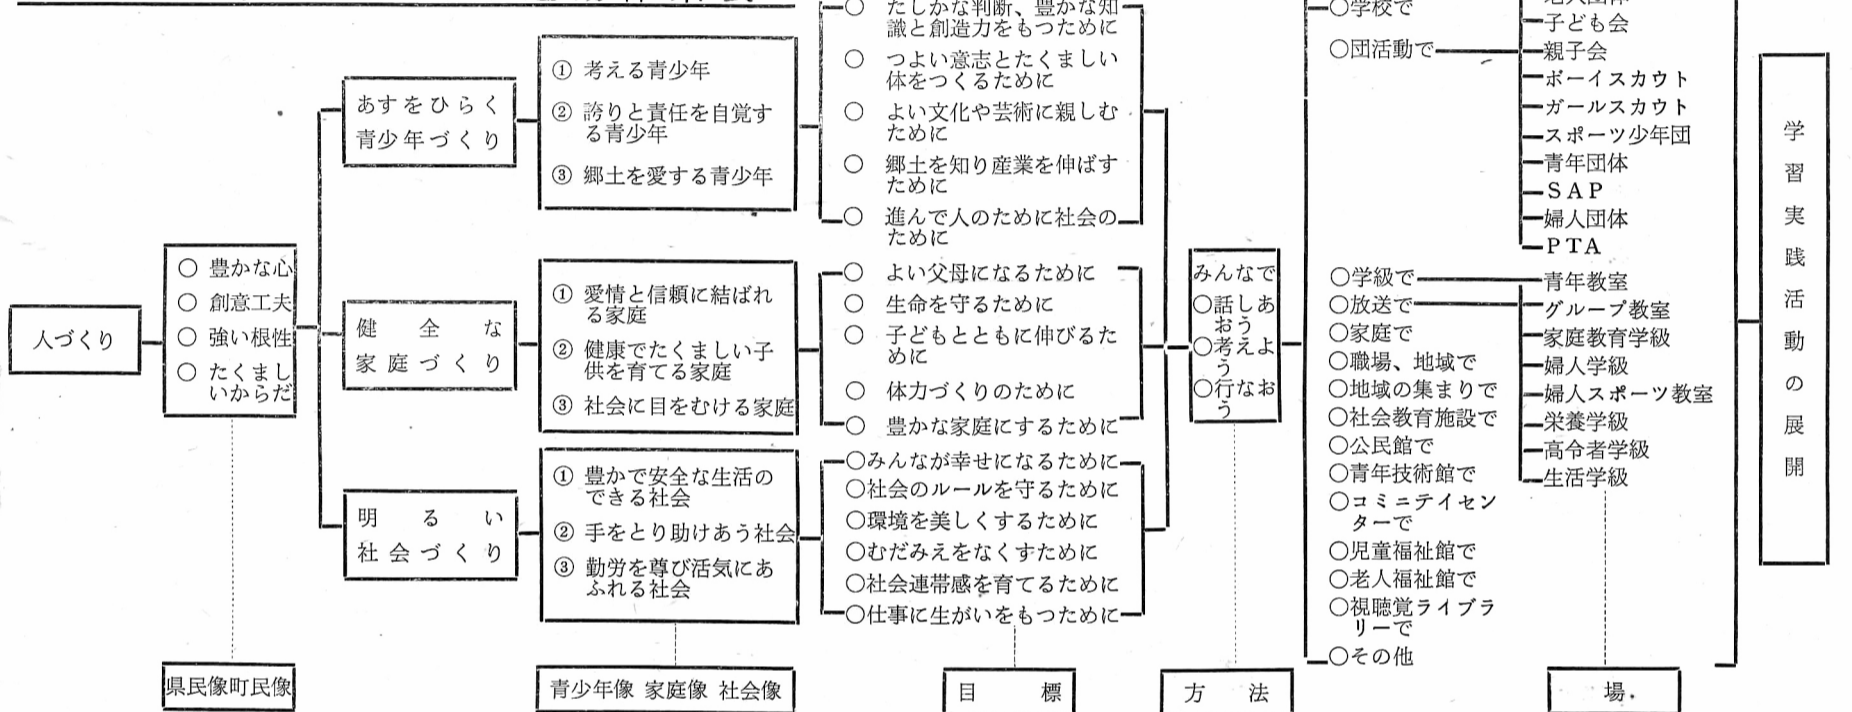 人づくり
○ 豊かな心
○ 創意工夫
○ 強い根性
○ たくまし
いからだ
県民像町民像
あすをひらく
青少年づくり
健全な
家庭づくり
明るい
社会づくり
① 考える青少年
② 誇りと責任を自覚す
る青少年
③ 郷土を愛する青少年
① 愛情と信頼に結ばれ
る家庭
② 健康でたくましい子
供を育てる家庭
③ 社会に目をむける家庭
① 豊かで安全な生活の
できる社会
② 手をとり助けあう社会
③ 勤労を尊び活気にあ
ふれる社会
青少年像 家庭像 社会像
○ たしかな判断、豊かな知
識と創造力をもつために
○ つよい意志とたくましい
体をつくるために
○ よい文化や芸術に親しむ
ために
○ 郷土を知り産業を伸ばす
ために
○ 進んで人のために社会の
ために
○ よい父母になるために
○ 生命を守るために
○ 子どもとともに伸びるた
めに
○ 体力づくりのために
○ 豊かな家庭にするために
○みんなが幸せになるために
○社会のルールを守るために
○環境を美しくするために
○むだみえをなくすために
○社会連帯感を育てるために
○仕事に生がいをもつために
目標
みんなで
○話しあ
おう
○考えよ
う
○行なお
う
方法
○学校で
○団活動で
○学級で
○放送で
○家庭で
○職場、地域で
○地域の集まりで
○社会教育施設で
○公民館で
○青年技術館で
○コミニテイセン
ターで
○児童福祉館で
○老人福祉館で
○視聴覚ライブラ
リーで
○その他
子ども会
親子会
ボーイスカウト
ガールスカウト
スポーツ少年団
青年団体
SAP
婦人団体
PTA
青年教室
グループ教室
家庭教育学級
婦人学級
婦人スポーツ教室
栄養学級
高令者学級
生活学級
場.
学習実践活動の展開